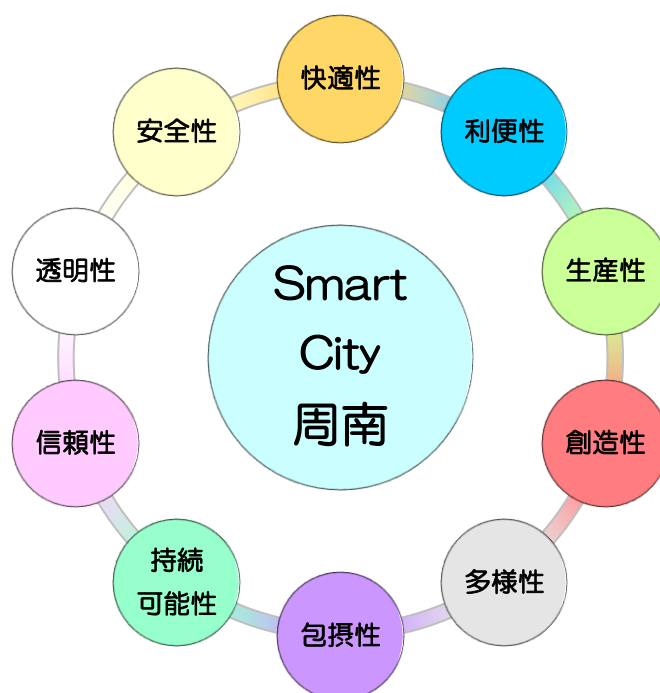 快適性
利便性
生産性
創造性
多様性
包摂性
持続
可能性
信頼性
透明性
安全性
Smart
City
周南